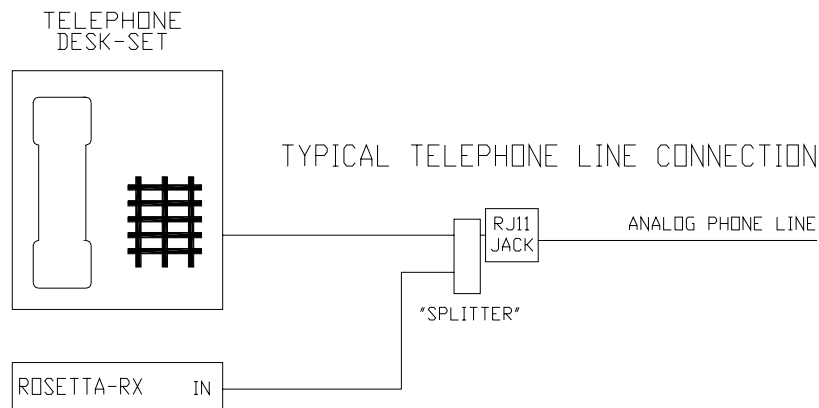 TELEPHONE
DESK-SET
TYPICAL TELEPHONE LINE CONNECTION
RJ11
JACK
ANALOG PHONE LINE
"SPLITTER"
ROSETTA-RX IN